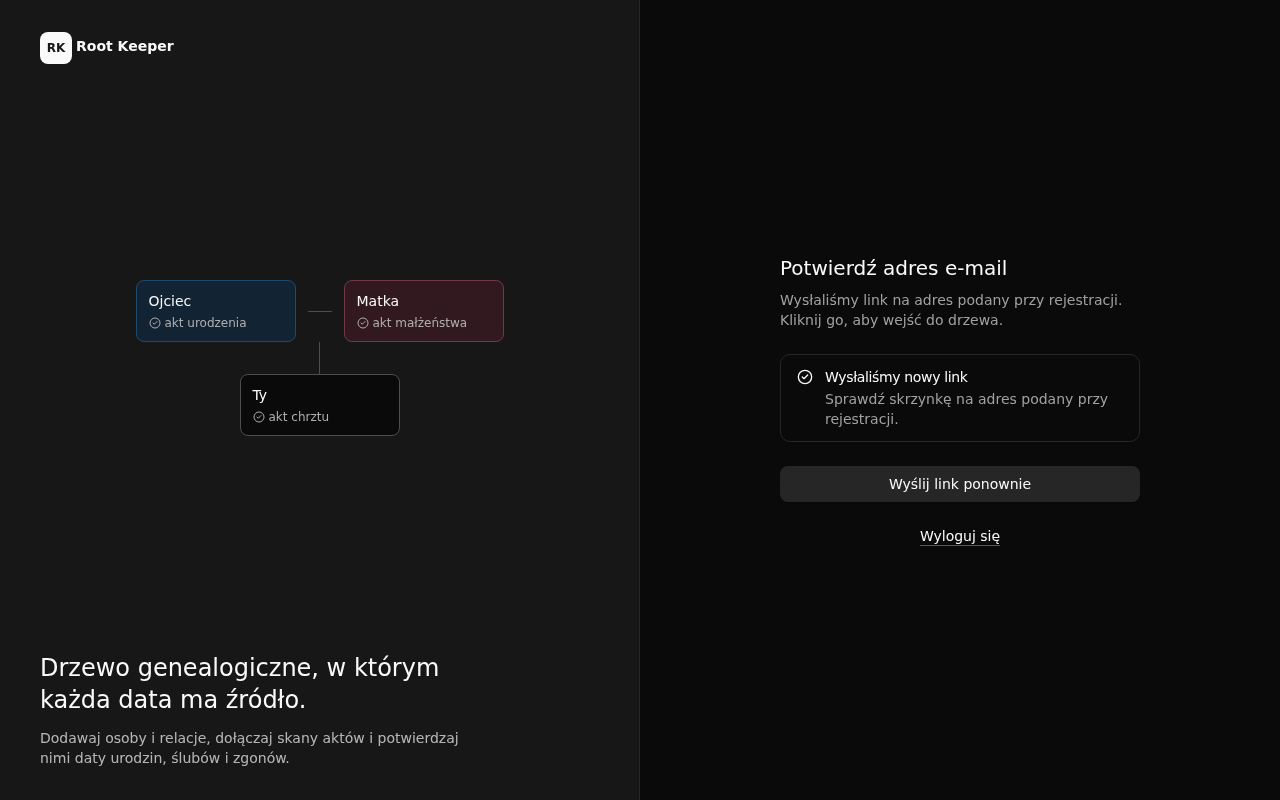 RK Root Keeper
Ojciec
akt urodzenia
Matka
akt małżeństwa
Ty
akt chrztu
Drzewo genealogiczne, w którym
każda data ma źródło.
Dodawaj osoby i relacje, dołączaj skany aktów i potwierdzaj
nimi daty urodzin, ślubów i zgonów.
Potwierdź adres e-mail
Wysłaliśmy link na adres podany przy rejestracji.
Kliknij go, aby wejść do drzewa.
Wysłaliśmy nowy link
Sprawdź skrzynkę na adres podany przy
rejestracji.
Wyślij link ponownie
Wyloguj się